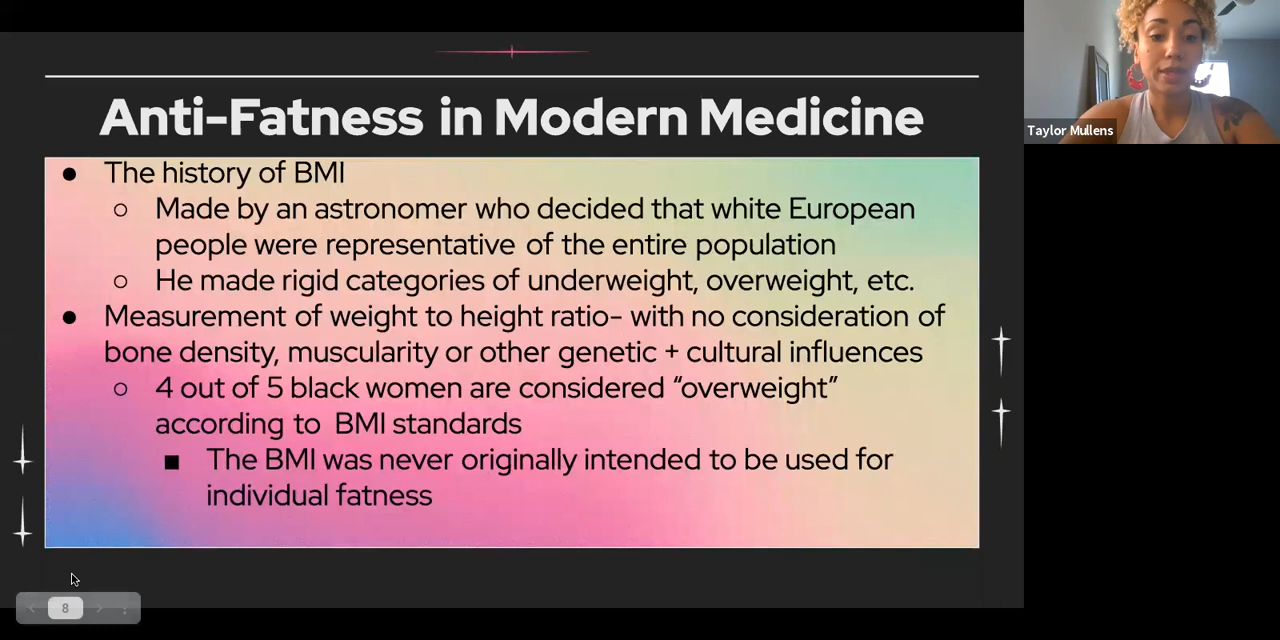 Anti-Fatness in Modern Medicine
● The history of BMI
○ Made by an astronomer who decided that white European
people were representative of the entire population
○ He made rigid categories of underweight, overweight, etc.
● Measurement of weight to height ratio- with no consideration of
bone density, muscularity or other genetic + cultural influences
○ 4 out of 5 black women are considered “overweight”
according to BMI standards
■ The BMI was never originally intended to be used for
individual fatness
8
Taylor Mullens